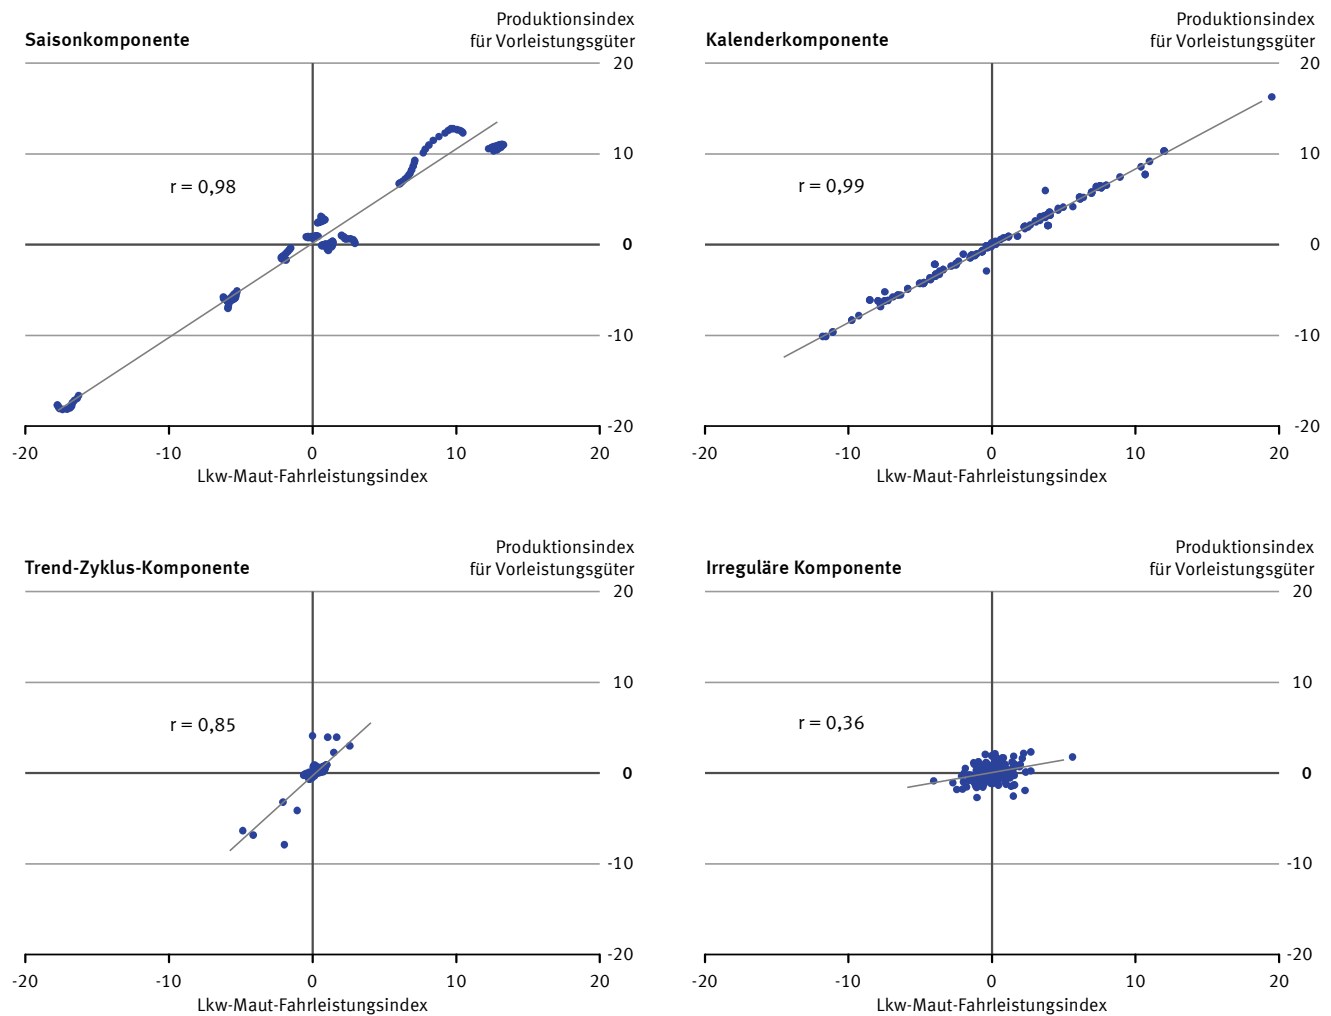 Produktionsindex
Saisonkomponente
für Vorleistungsgüter
20
10
r = 0,98
0
-10
-20
-20 -10 0 10 20
Lkw-Maut-Fahrleistungsindex
Produktionsindex
Kalenderkomponente
für Vorleistungsgüter
20
10
r = 0,99
0
-10
-20
-20 -10 0 10 20
Lkw-Maut-Fahrleistungsindex
Produktionsindex
Trend-Zyklus-Komponente
für Vorleistungsgüter
20
10
r = 0,85
0
-10
-20
-20 -10 0 10 20
Lkw-Maut-Fahrleistungsindex
Produktionsindex
Irreguläre Komponente
für Vorleistungsgüter
20
10
r = 0,36
0
-10
-20
-20 -10 0 10 20
Lkw-Maut-Fahrleistungsindex